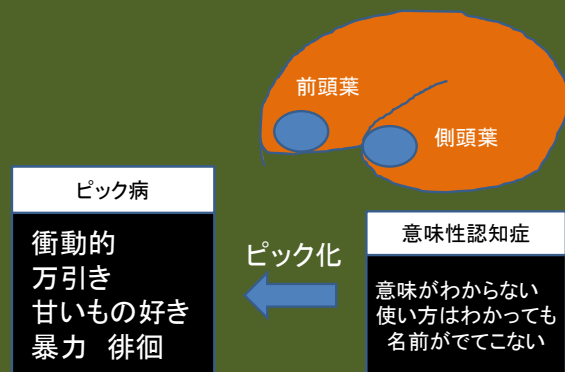 前頭葉
側頭葉
ピック病
衝動的
万引き
甘いもの好き
暴力 徘徊
ピック化
意味性認知症
意味がわからない
使い方はわかっても
名前がでてこない